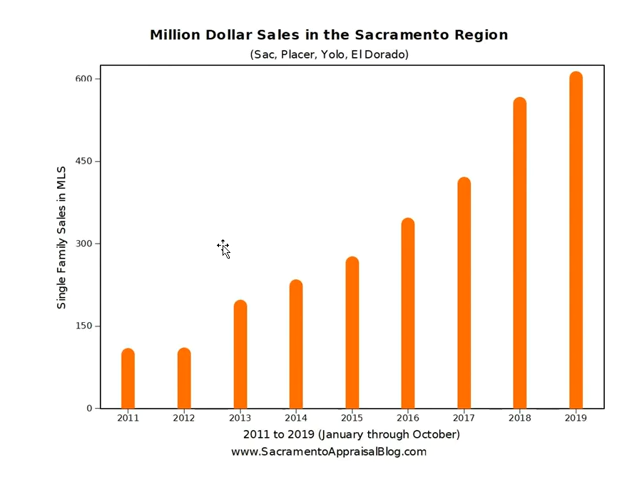 Million Dollar Sales in the Sacramento Region
(Sac, Placer, Yolo, El Dorado)
Single Family Sales in MLS
600
450
300
150
0
2011 2012 2013 2014 2015 2016 2017 2018 2019
2011 to 2019 (January through October)
www.SacramentoAppraisalBlog.com